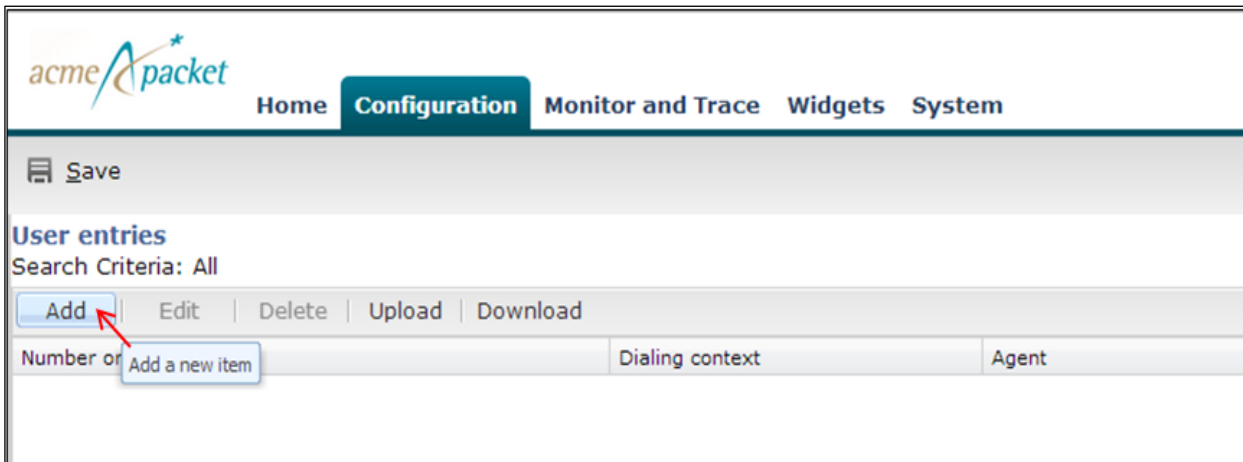 acme packet
Home Configuration Monitor and Trace Widgets System
Save
User entries
Search Criteria: All
Add Edit Delete Upload Download
Number or Dialing context Agent
Add a new item